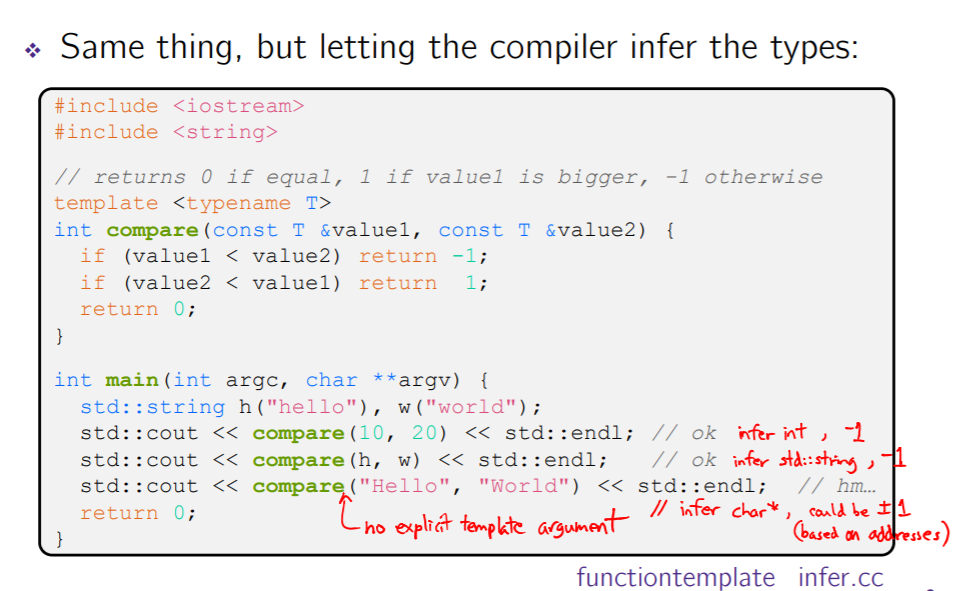 ❖ Same thing, but letting the compiler infer the types:
#include <iostream>
#include <string>
// returns 0 if equal, 1 if value1 is bigger, -1 otherwise
template <typename T>
int compare(const T &value1, const T &value2) {
  if (value1 < value2) return -1;
  if (value2 < value1) return  1;
  return 0;
}
int main(int argc, char **argv) {
  std::string h("hello"), w("world");
  std::cout << compare(10, 20) << std::endl; // ok infer int , -1
  std::cout << compare(h, w) << std::endl;   // ok infer std::string , -1
  std::cout << compare("Hello", "World") << std::endl;  // hm…
  return 0;
no explicit template argument // infer char*, could be ±1
(based on addresses)
}
functiontemplate infer.cc